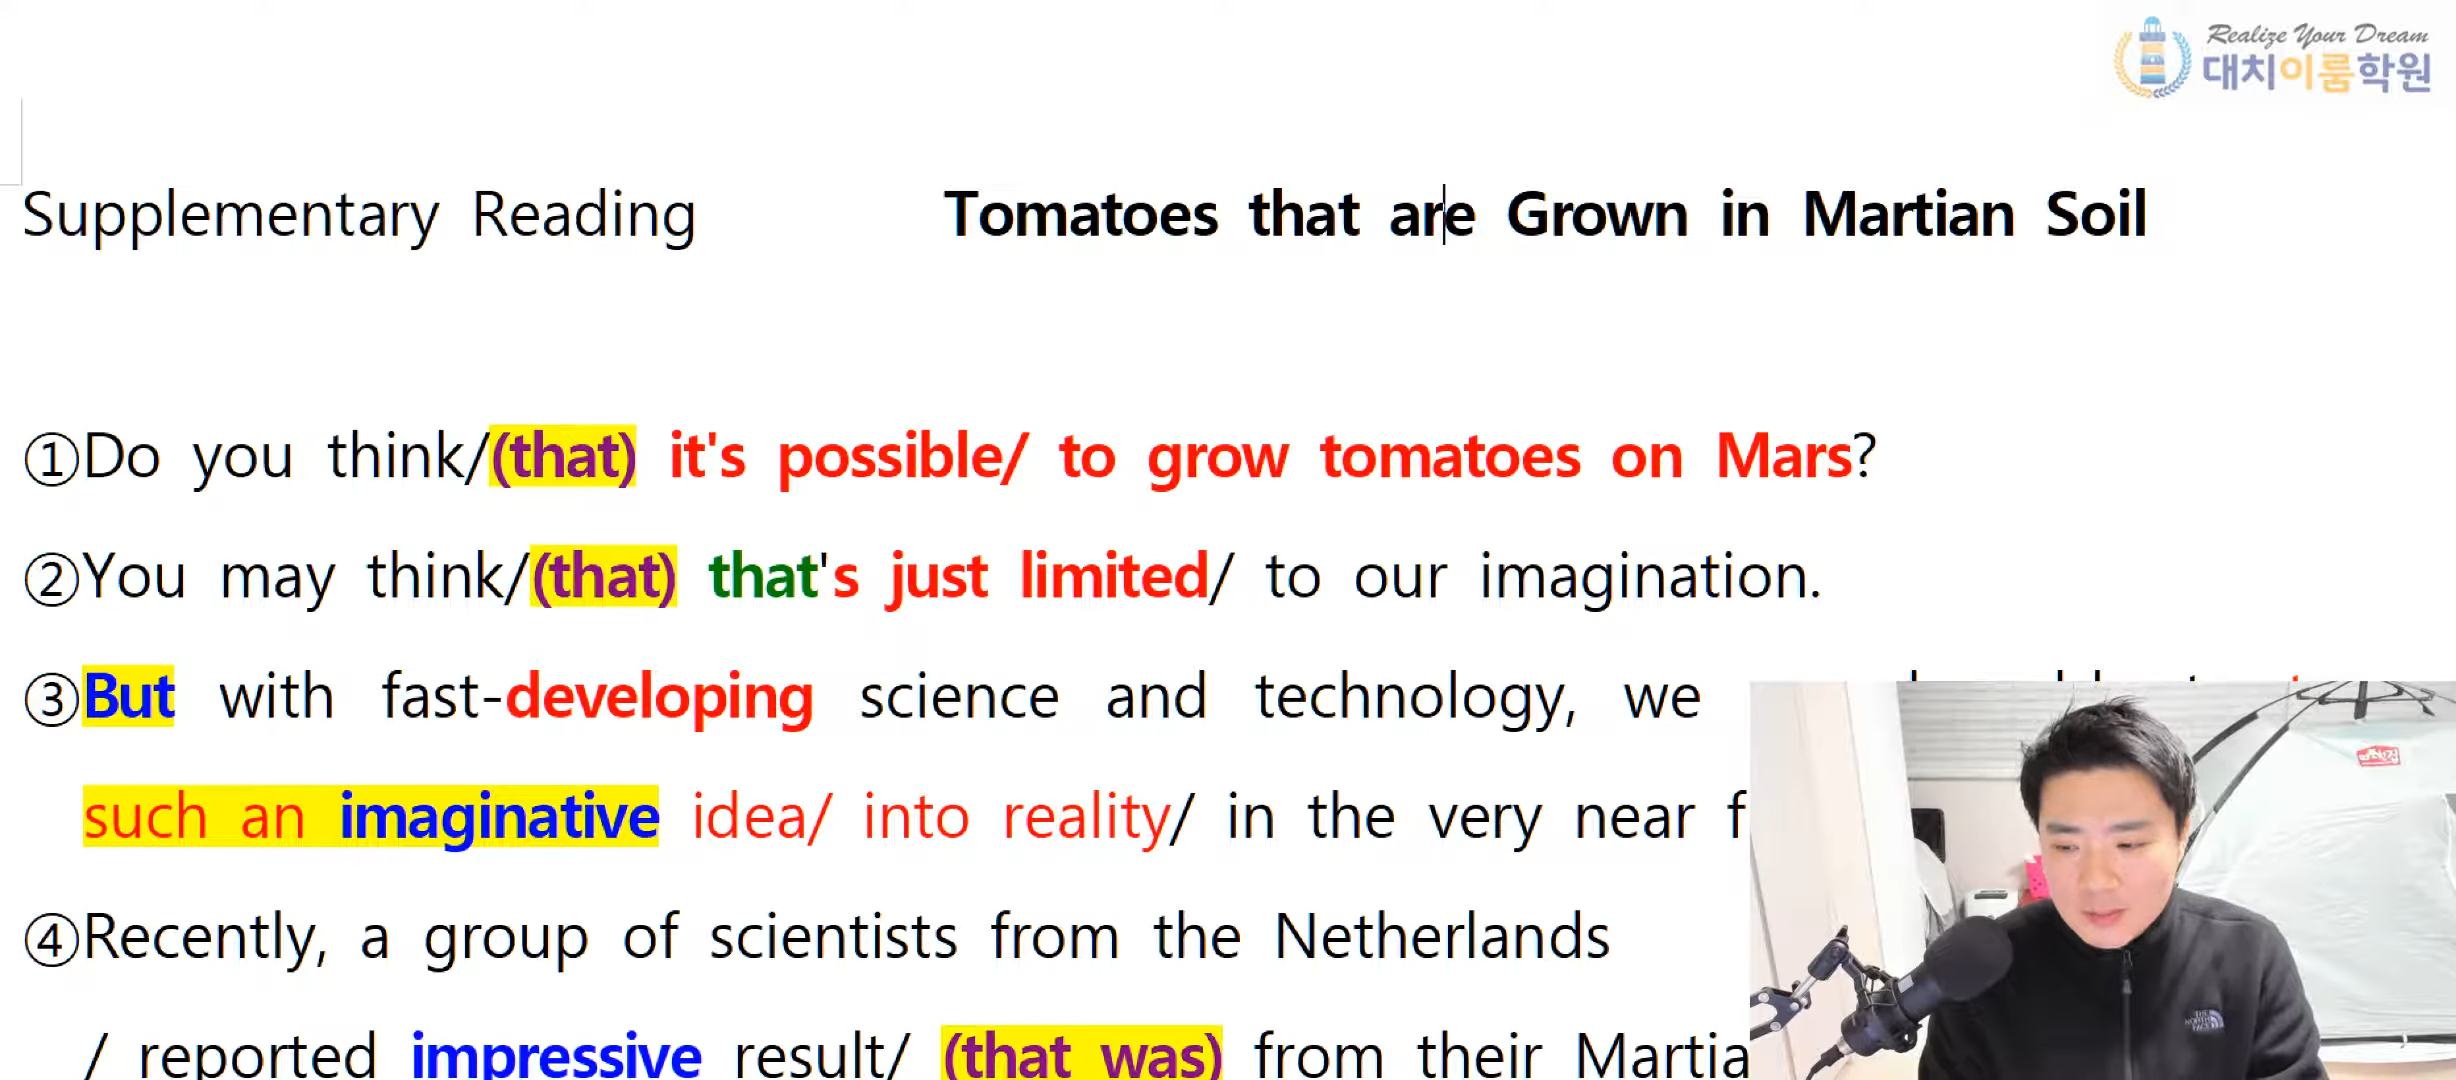 Realize Your Dream
대치이룸학원
Supplementary Reading Tomatoes that are Grown in Martian Soil
①Do you think/(that) it's possible/ to grow tomatoes on Mars?
②You may think/(that) that's just limited/ to our imagination.
③But with fast-developing science and technology, we
such an imaginative idea/ into reality/ in the very near
④Recently, a group of scientists from the Netherlands
/ reported impressive result/ (that was) from their
THE NORTH FACE